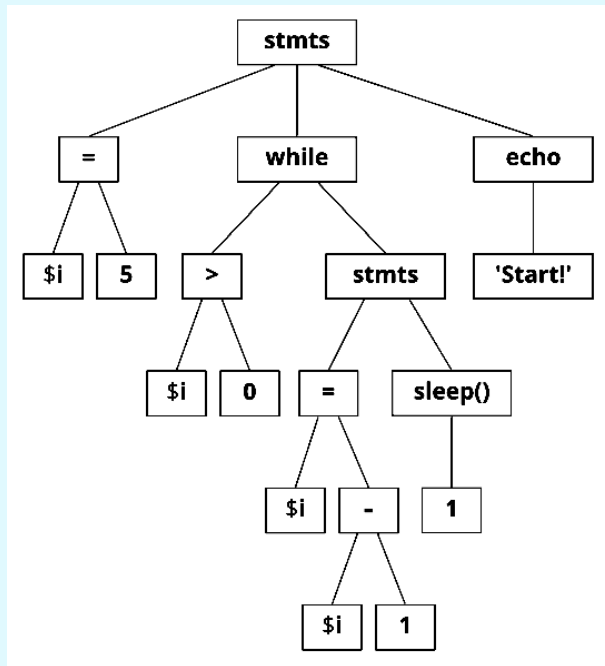 stmts
= while echo
$i 5 > stmts 'Start!'
$i 0 = sleep()
$i - 1
$i 1